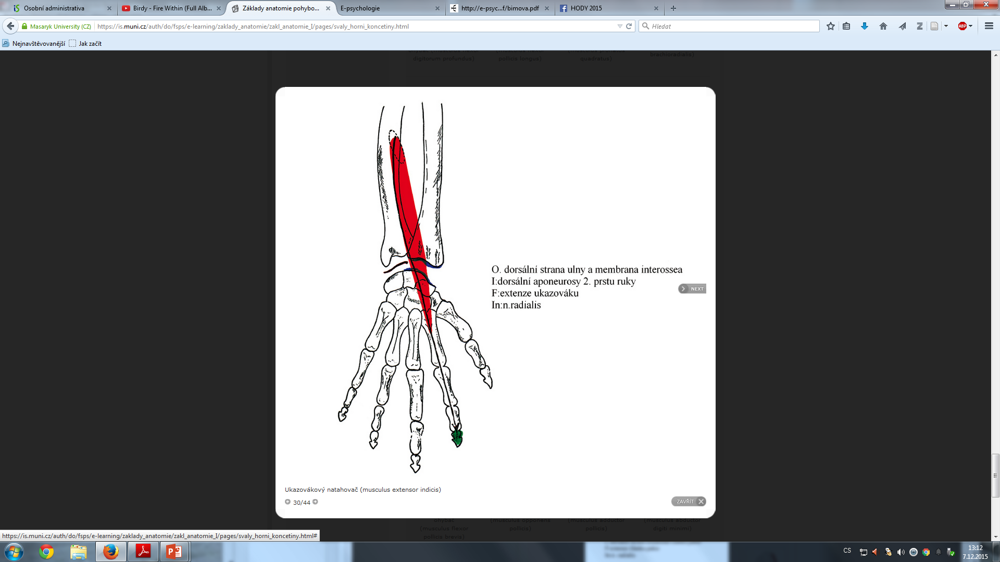 Osobní administrativa
Birdy - Fire Within (Full Alb...
Základy anatomie pohybo...
E-psychologie
http://e-psyc...f/bimova.pdf
HODY 2015
Masaryk University (CZ)
https://is.muni.cz/auth/do/fsps/e-learning/zaklady_anatomie/zakl_anatomie_I/pages/svaly_horni_koncetiny.html
Hledat
ABP
Nejnavštěvovanější
Jak začít
digitorum profundus)
pollicis longus)
quadratus)
brachioradialis)
O. dorsální strana ulny a membrana interossea
I:dorsální aponeurosy 2. prstu ruky
F:extenze ukazováku
In:n.radialis
NEXT
Ukazovákový natahovač (musculus extensor indicis)
30/44
ZAVŘÍT
ohybač
(musculus flexor
pollicis brevis)
(musculus opponens
pollicis)
(musculus adductor
pollicis)
(musculus abductor
digiti minimi)
https://is.muni.cz/auth/do/fsps/e-learning/zaklady_anatomie/zakl_anatomie_I/pages/svaly_horni_koncetiny.html#
CS
13:12
7.12.2015